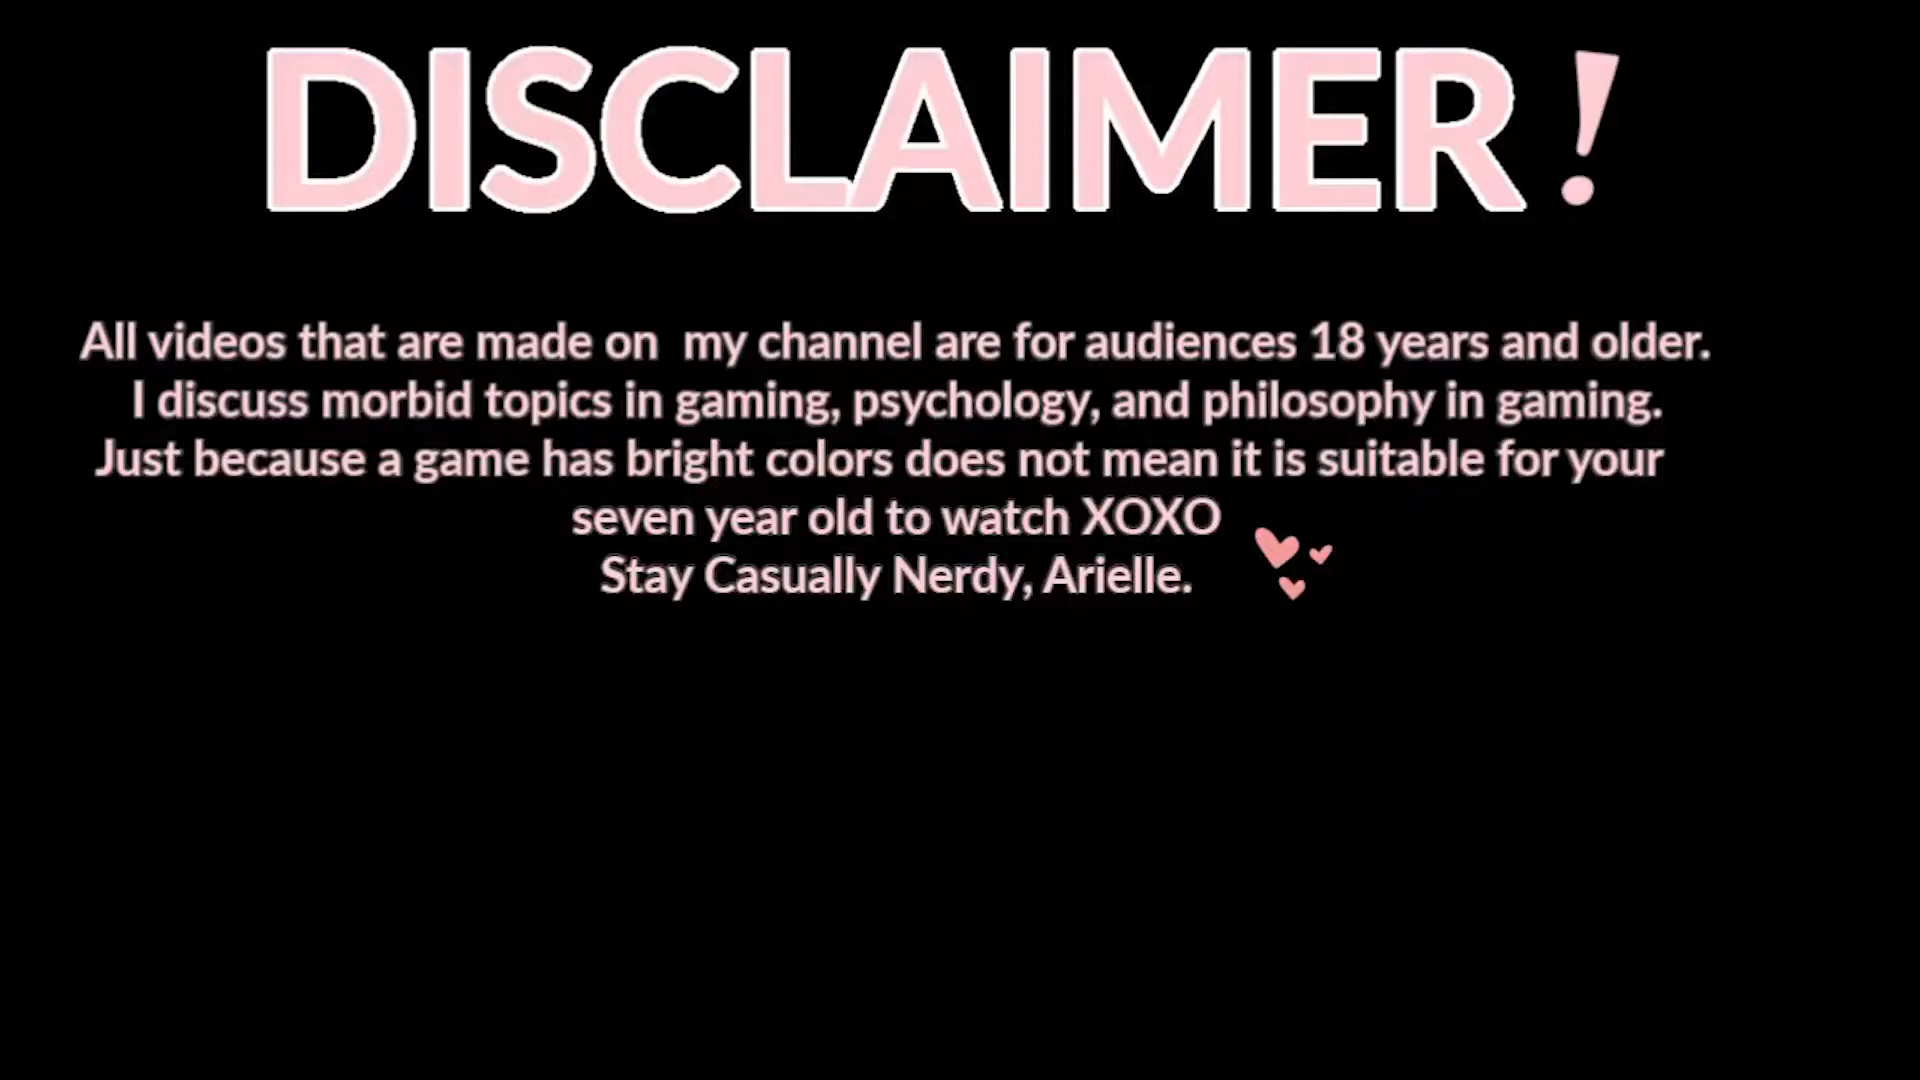 DISCLAIMER!
All videos that are made on  my channel are for audiences 18 years and older.
I discuss morbid topics in gaming, psychology, and philosophy in gaming.
Just because a game has bright colors does not mean it is suitable for your
seven year old to watch XOXO
Stay Casually Nerdy, Arielle.